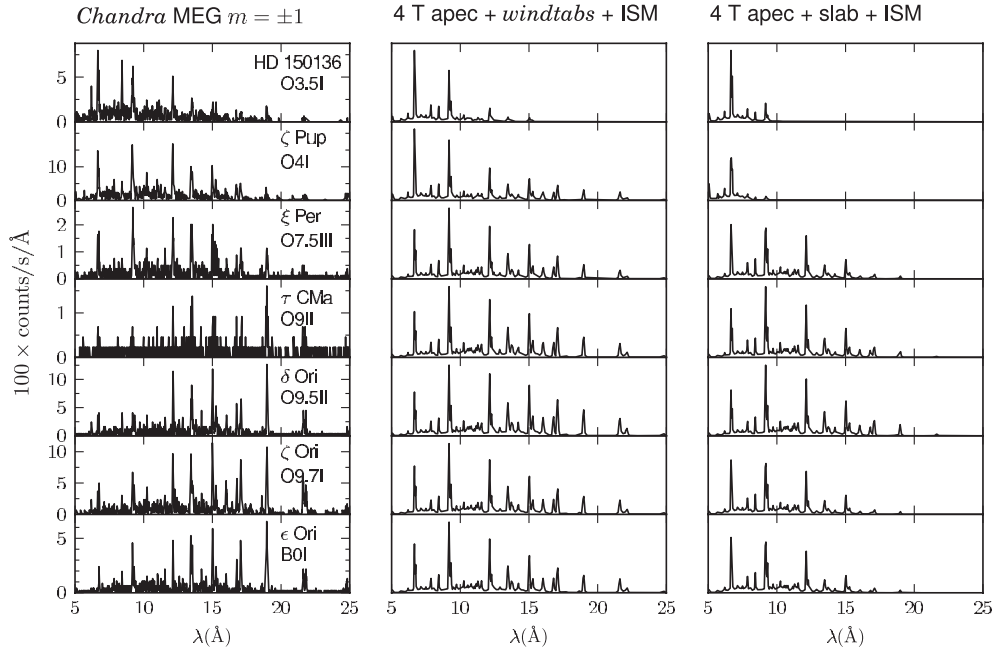 Chandra MEG m = ±1
4 T apec + windtabs + ISM
4 T apec + slab + ISM
100 × counts/s/Å
HD 150136
O3.5I
5
0
ζ Pup
O4I
10
0
ξ Per
O7.5III
2
1
0
τ CMa
O9II
1
0
δ Ori
O9.5II
10
5
0
ζ Ori
O9.7I
10
5
0
ϵ Ori
B0I
5
0
5 10 15 20 25
5 10 15 20 25
5 10 15 20 25
λ(Å)
λ(Å)
λ(Å)